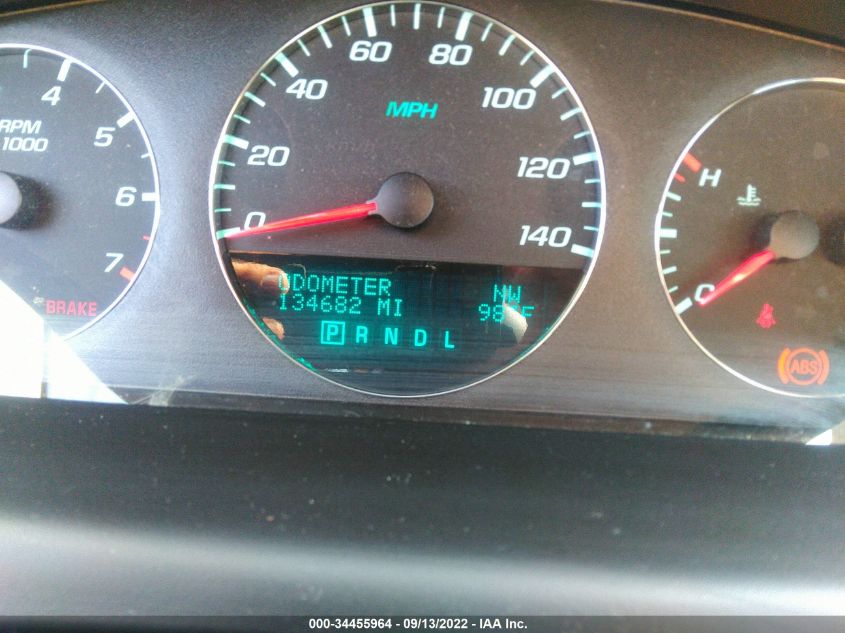 4
5
6
7
RPM
1000
BRAKE
0
20
40
60
80
100
120
140
MPH
ODOMETER NW
134682 MI
P R N D L
H
C
ABS
000-34455964 - 09/13/2022 - IAA Inc.